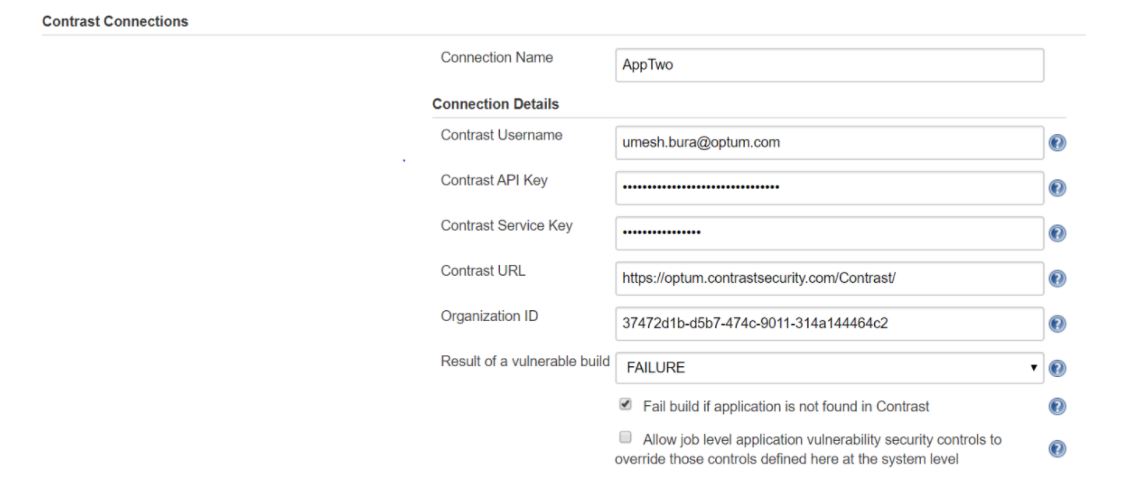 Contrast Connections
Connection Name
AppTwo
Connection Details
Contrast Username
umesh.bura@optum.com
Contrast API Key
••••••••••••••••••••••••••••••••
Contrast Service Key
••••••••••••••••
Contrast URL
https://optum.contrastsecurity.com/Contrast/
Organization ID
37472d1b-d5b7-474c-9011-314a144464c2
Result of a vulnerable build
FAILURE
Fail build if application is not found in Contrast
Allow job level application vulnerability security controls to
override those controls defined here at the system level